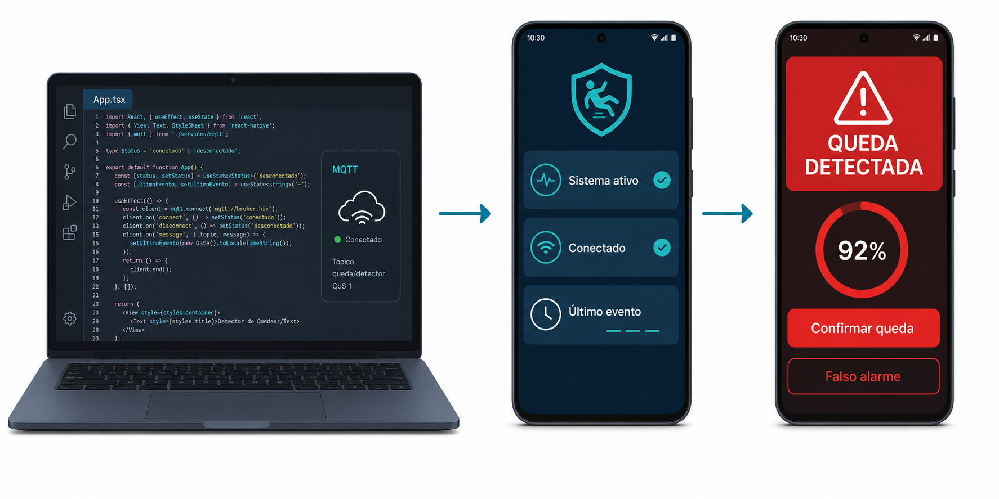 App.tsx
1 import React, { useEffect, useState } from 'react';
2 import { View, Text, StyleSheet } from 'react-native';
3 import { mqtt } from './services/mqtt';
4
5 type Status = 'conectado' | 'desconectado';
6
6 export default function App() {
7 const [status, setStatus] = useState<Status>('desconectado');
8 const [ultimoEvento, setUltimoEvento] = useState<string>('—');
9
10 useEffect(() => {
11 const client = mqtt.connect('mqtt://broker.hiv');
12 client.on('connect', () => setStatus('conectado'));
13 client.on('disconnect', () => setStatus('desconectado'));
15 client.on('message', (_topic, message) => {
15 setUltimoEvento(new Date().toLocaleTimeString());
16 });
17 return () => {
18 client.end();
19 };
22 }, []);
21
23 return (
23 <View style={styles.container}>
29 <Text style={styles.title}>Detector de Quedas</Text>
20 </View>
23 );
MQTT
Conectado
Tópico
queda/detector
QoS 1
10:30
Sistema ativo
Conectado
Último evento
10:30
QUEDA
DETECTADA
92%
Confirmar queda
Falso alarme